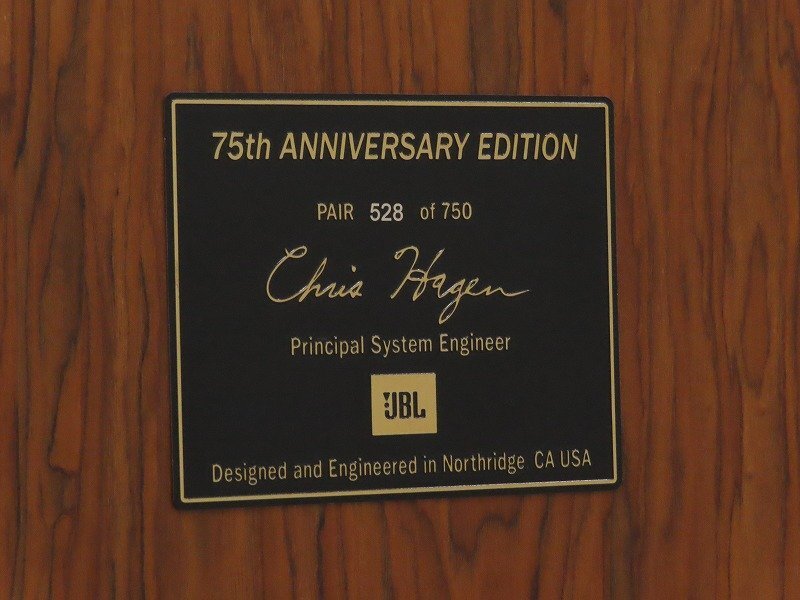 75th ANNIVERSARY EDITION
PAIR 528 of 750
Chris Hagen
Principal System Engineer
JBL
Designed and Engineered in Northridge CA USA